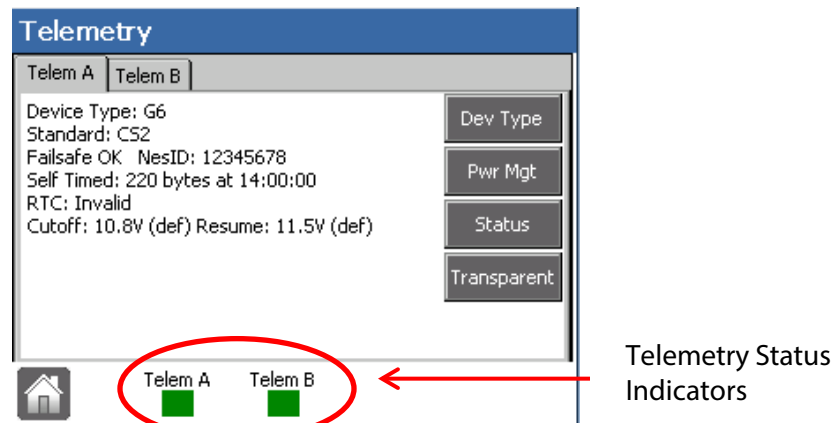 Telemetry
Telem A Telem B
Device Type: G6
Standard: CS2
Failsafe OK NesID: 12345678
Self Timed: 220 bytes at 14:00:00
RTC: Invalid
Cutoff: 10.8V (def) Resume: 11.5V (def)
Dev Type
Pwr Mgt
Status
Transparent
Telem A Telem B
Telemetry Status
Indicators